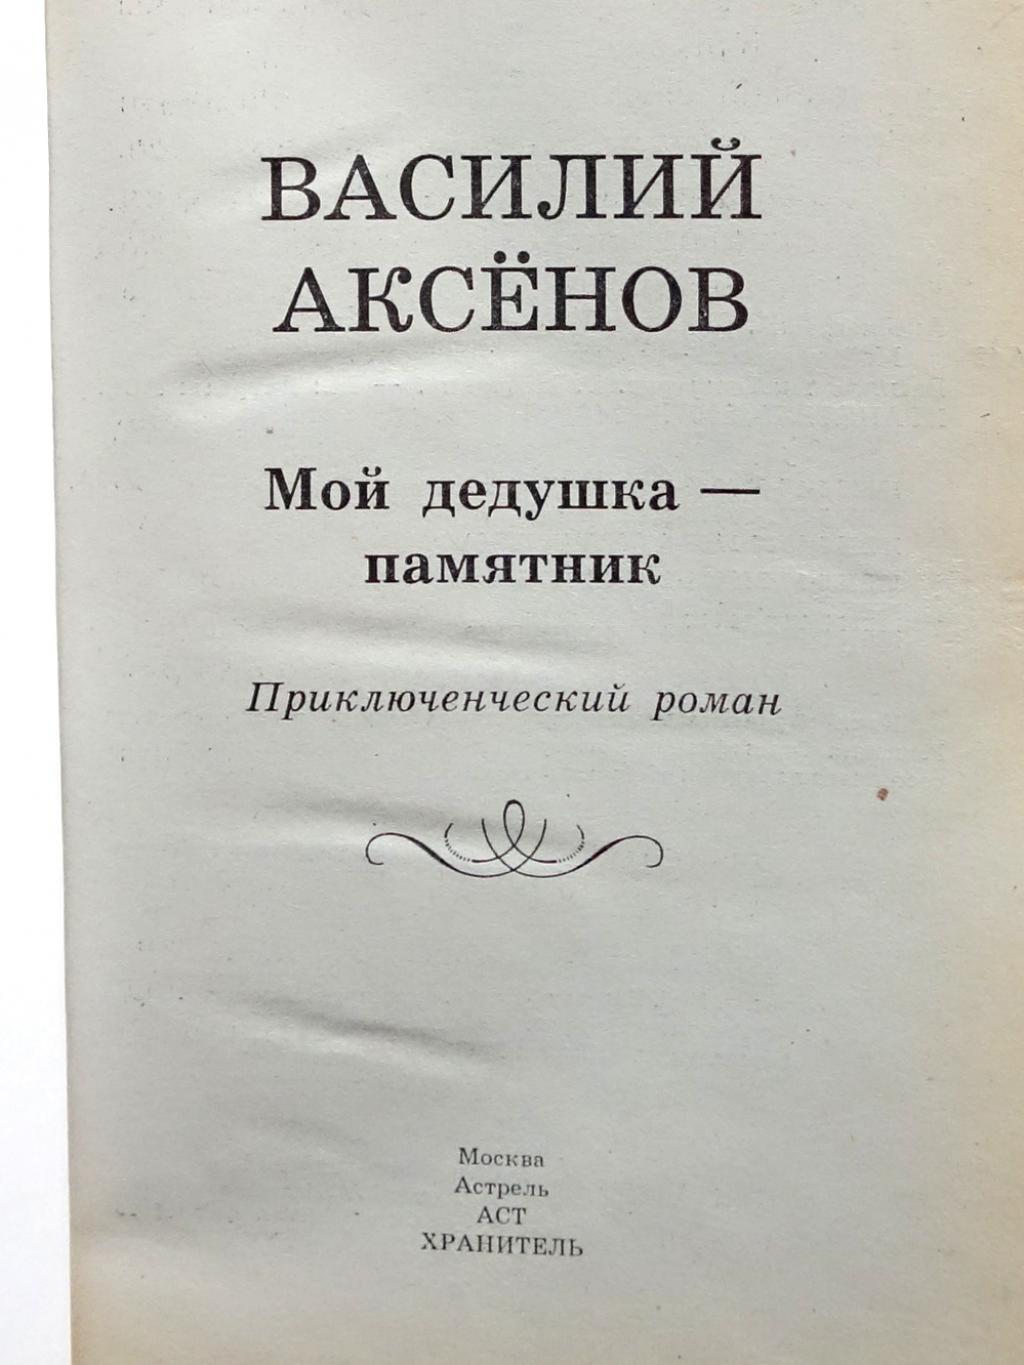 ВАСИЛИЙ
АКСЁНОВ
Мой дедушка —
памятник
Приключенческий роман
Москва
Астрель
АСТ
ХРАНИТЕЛЬ